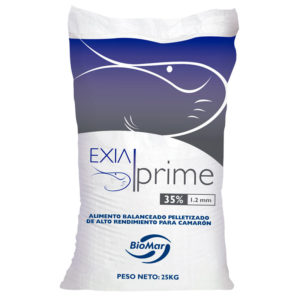 EXIA
prime
35% 1.2 mm
ALIMENTO BALANCEADO PELLETIZADO
DE ALTO RENDIMIENTO PARA CAMARÓN
BioMar
PESO NETO: 25KG